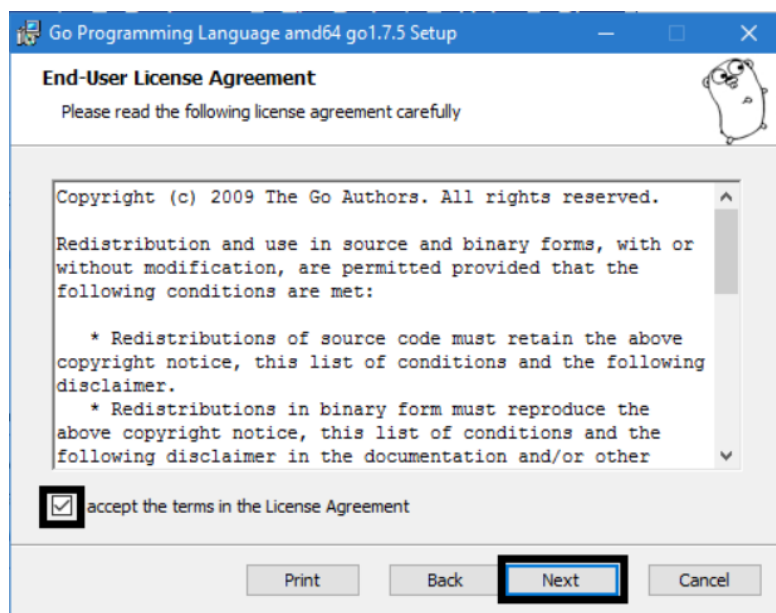 Go Programming Language amd64 go1.7.5 Setup
End-User License Agreement
Please read the following license agreement carefully
Copyright (c) 2009 The Go Authors. All rights reserved.
Redistribution and use in source and binary forms, with or
without modification, are permitted provided that the
following conditions are met:
* Redistributions of source code must retain the above
copyright notice, this list of conditions and the following
disclaimer.
* Redistributions in binary form must reproduce the
above copyright notice, this list of conditions and the
following disclaimer in the documentation and/or other
accept the terms in the License Agreement
Print Back Next Cancel